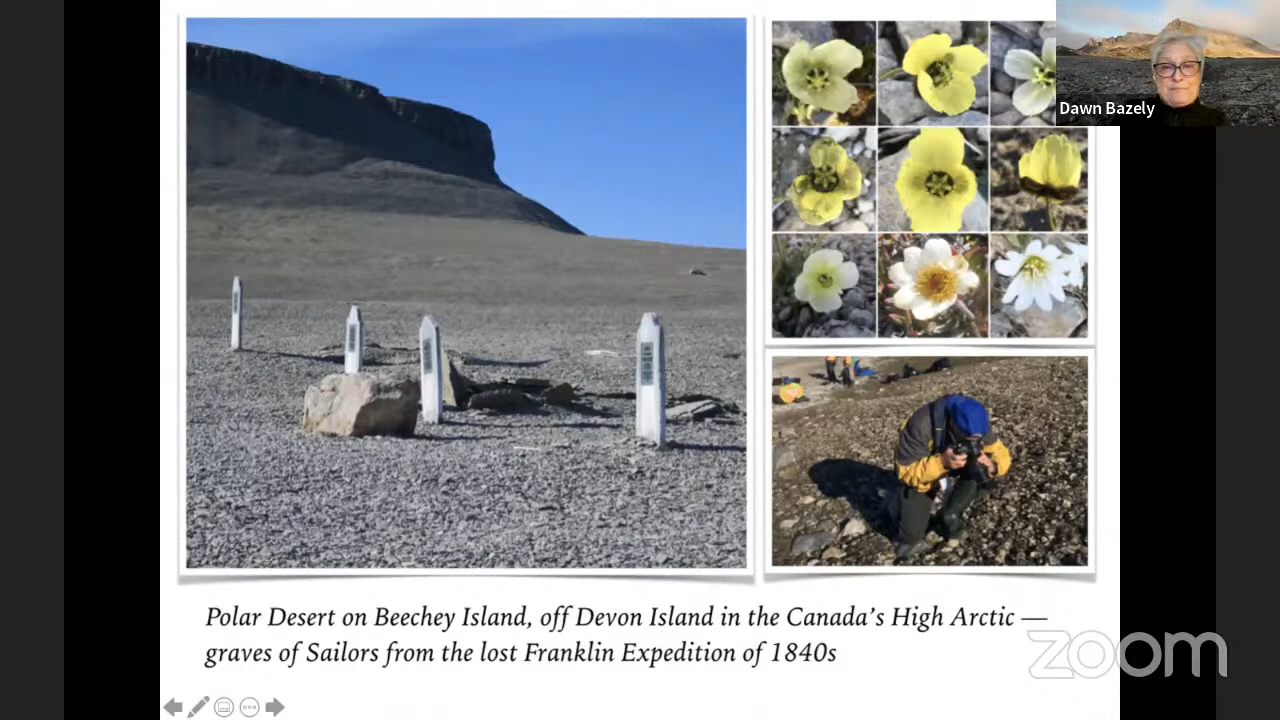 Dawn Bazely
Polar Desert on Beechey Island, off Devon Island in the Canada's High Arctic —
graves of Sailors from the lost Franklin Expedition of 1840s
zoom